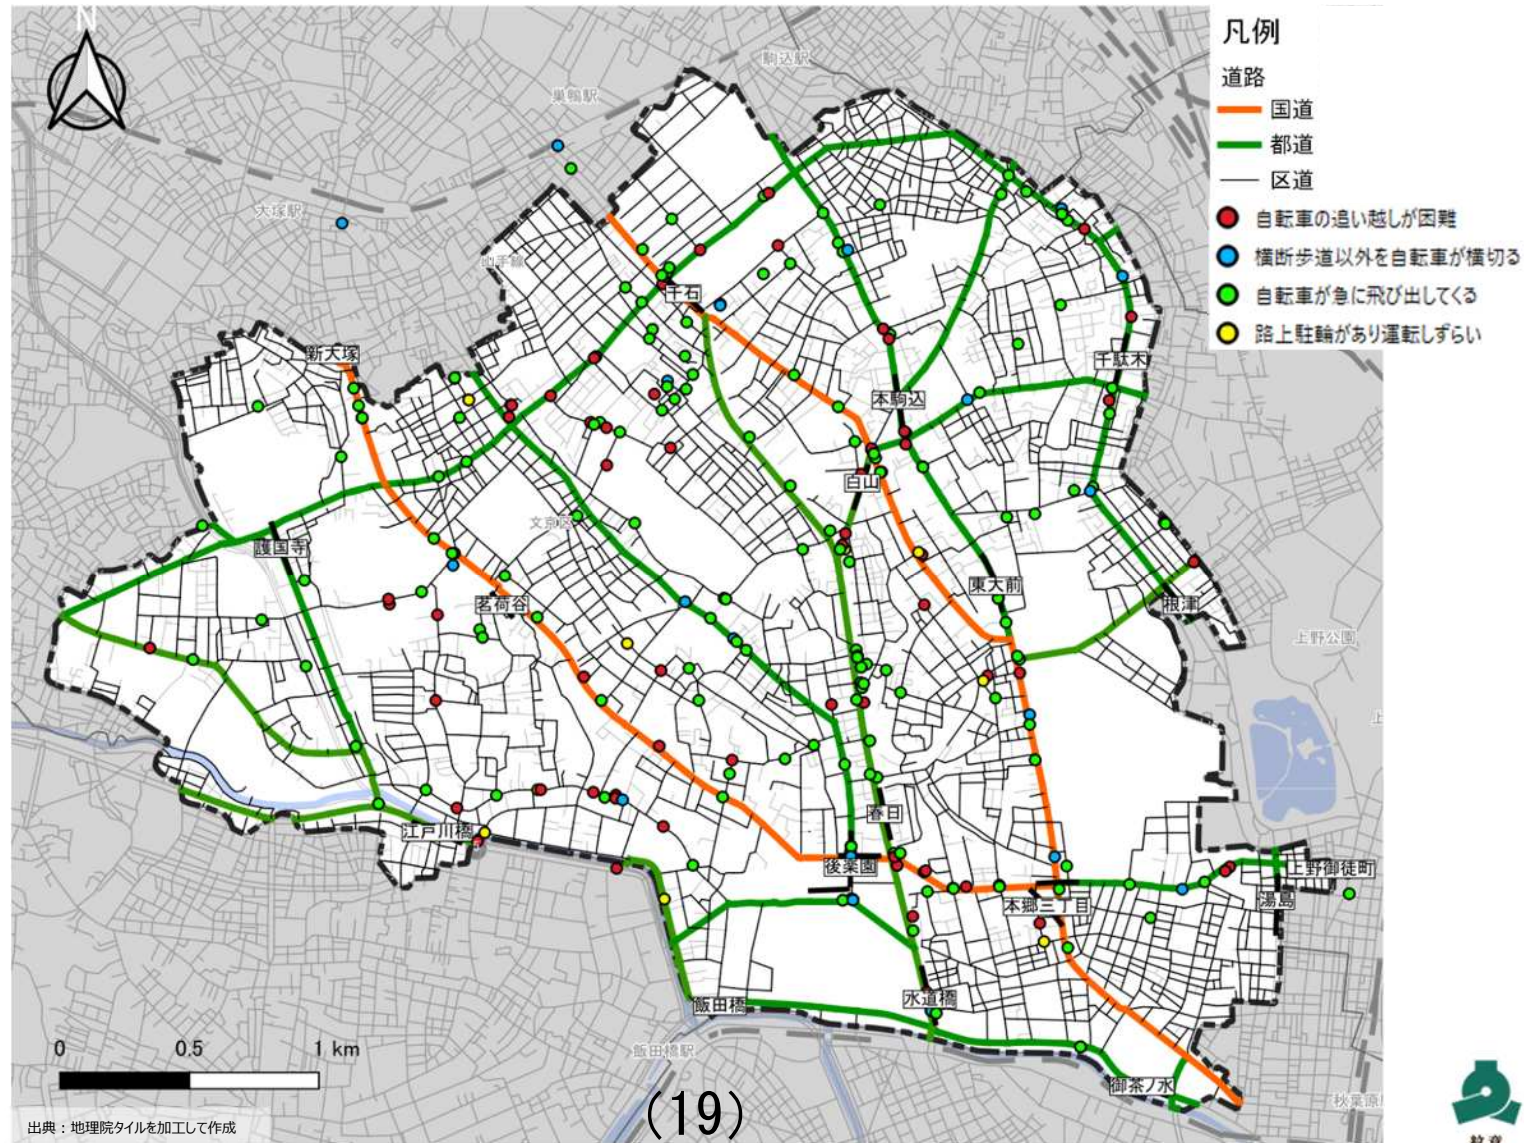 N
凡例
道路
国道
都道
区道
自転車の追い越しが困難
横断歩道以外を自転車が横切る
自転車が急に飛び出してくる
路上駐輪があり運転しずらい
駒込駅
巣鴨駅
大塚駅
山手線
千石
新大塚
千駄木
本駒込
白山
文京区
護国寺
東大前
茗荷谷
根津
上野公園
上
春日
江戸川橋
後楽園
上野御徒町
本郷三丁目
湯島
飯田橋
水道橋
飯田橋駅
御茶ノ水
秋葉原
0 0.5 1 km
出典：地理院タイルを加工して作成
(19)